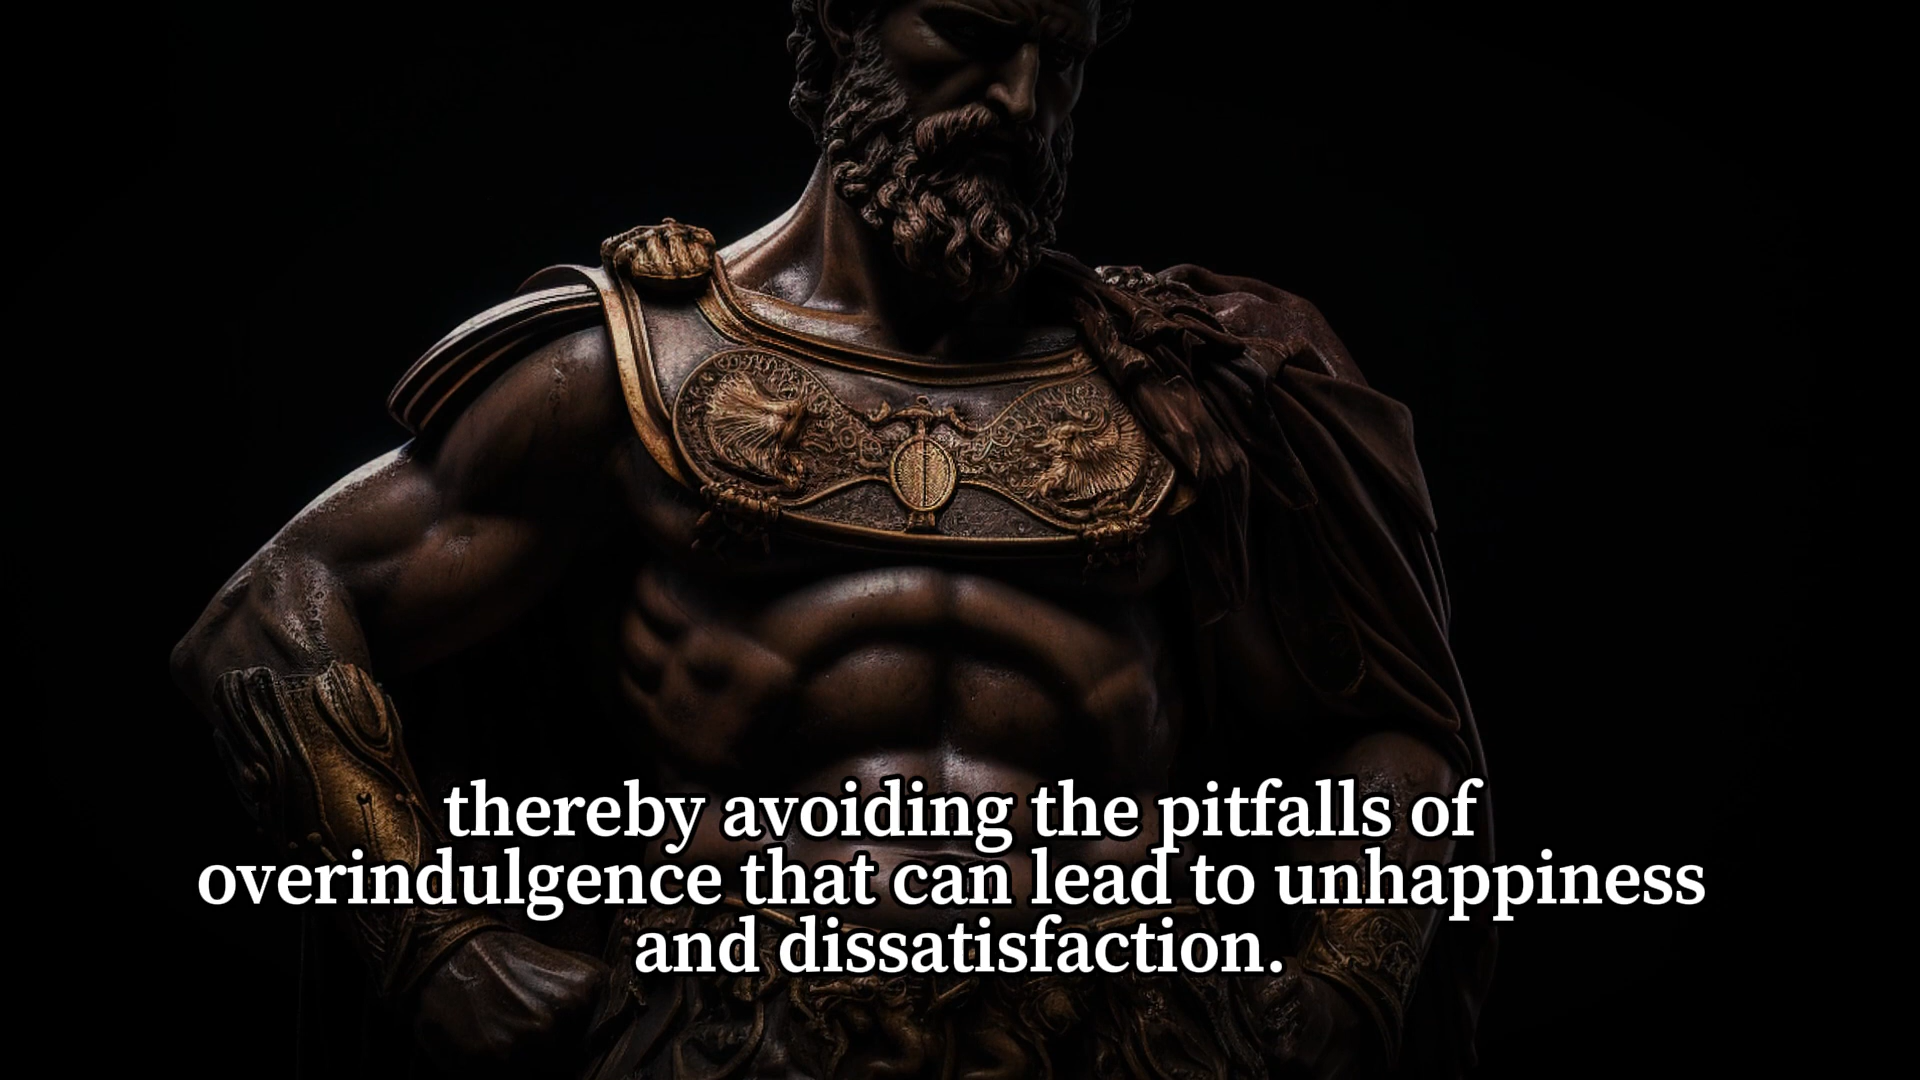 thereby avoiding the pitfalls of
overindulgence that can lead to unhappiness
and dissatisfaction.